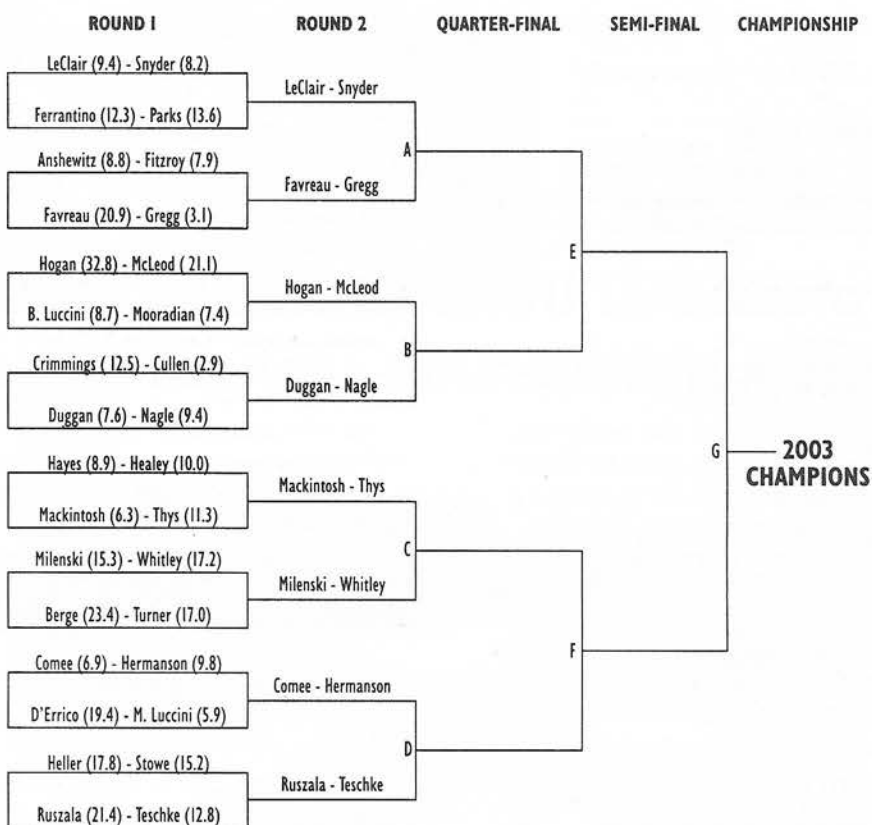 ROUND 1 ROUND 2 QUARTER-FINAL SEMI-FINAL CHAMPIONSHIP
LeClair (9.4) - Snyder (8.2)
Ferrantino (12.3) - Parks (13.6)
Anshewitz (8.8) - Fitzroy (7.9)
Favreau (20.9) - Gregg (3.1)
Hogan (32.8) - McLeod ( 21.1)
B. Luccini (8.7) - Mooradian (7.4)
Crimmings ( 12.5) - Cullen (2.9)
Duggan (7.6) - Nagle (9.4)
Hayes (8.9) - Healey (10.0)
Mackintosh (6.3) - Thys (11.3)
Milenski (15.3) - Whitley (17.2)
Berge (23.4) - Turner (17.0)
Comee (6.9) - Hermanson (9.8)
D'Errico (19.4) - M. Luccini (5.9)
Heller (17.8) - Stowe (15.2)
Ruszala (21.4) - Teschke (12.8)
LeClair - Snyder
Favreau - Gregg
Hogan - McLeod
Duggan - Nagle
Mackintosh - Thys
Milenski - Whitley
Comee - Hermanson
Ruszala - Teschke
A
B
C
D
E
F
G
2003
CHAMPIONS